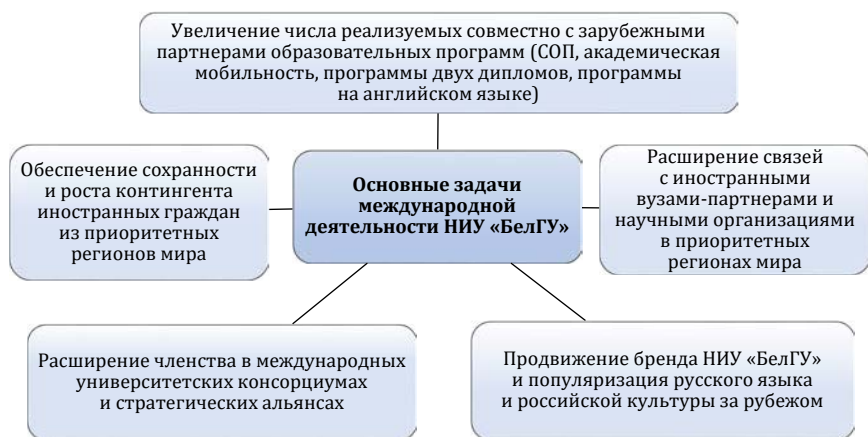 Увеличение числа реализуемых совместно с зарубежными
партнерами образовательных программ (СОП, академическая
мобильность, программы двух дипломов, программы
на английском языке)
Обеспечение сохранности
и роста контингента
иностранных граждан
из приоритетных
регионов мира
Основные задачи
международной
деятельности НИУ «БелГУ»
Расширение связей
с иностранными
вузами-партнерами и
научными организациями
в приоритетных
регионах мира
Расширение членства в международных
университетских консорциумах
и стратегических альянсах
Продвижение бренда НИУ «БелГУ»
и популяризация русского языка
и российской культуры за рубежом